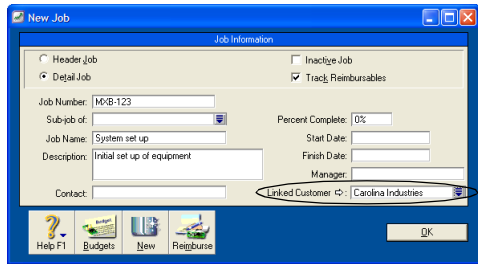 New Job
Job Information
Header Job
Inactive Job
Detail Job
Track Reimbursables
Job Number: MXB-123
Sub-job of:
Percent Complete: 0%
Job Name: System set up
Start Date:
Description: Initial set up of equipment
Finish Date:
Manager:
Contact:
Linked Customer ⇨: Carolina Industries
Help F1
Budgets
New
Reimburse
OK